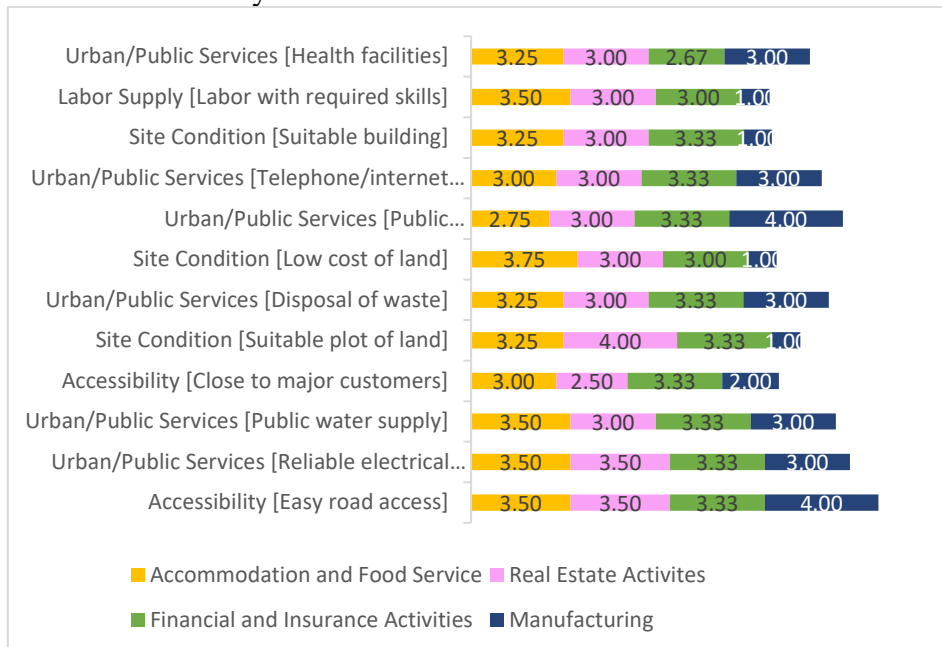 Urban/Public Services [Health facilities] 3.25 3.00 2.67 3.00
Labor Supply [Labor with required skills] 3.50 3.00 3.00 1.00
Site Condition [Suitable building] 3.25 3.00 3.33 1.00
Urban/Public Services [Telephone/internet... 3.00 3.00 3.33 3.00
Urban/Public Services [Public... 2.75 3.00 3.33 4.00
Site Condition [Low cost of land] 3.75 3.00 3.00 1.00
Urban/Public Services [Disposal of waste] 3.25 3.00 3.33 3.00
Site Condition [Suitable plot of land] 3.25 4.00 3.33 1.00
Accessibility [Close to major customers] 3.00 2.50 3.33 2.00
Urban/Public Services [Public water supply] 3.50 3.00 3.33 3.00
Urban/Public Services [Reliable electrical... 3.50 3.50 3.33 3.00
Accessibility [Easy road access] 3.50 3.50 3.33 4.00
Accommodation and Food Service Real Estate Activites
Financial and Insurance Activities Manufacturing